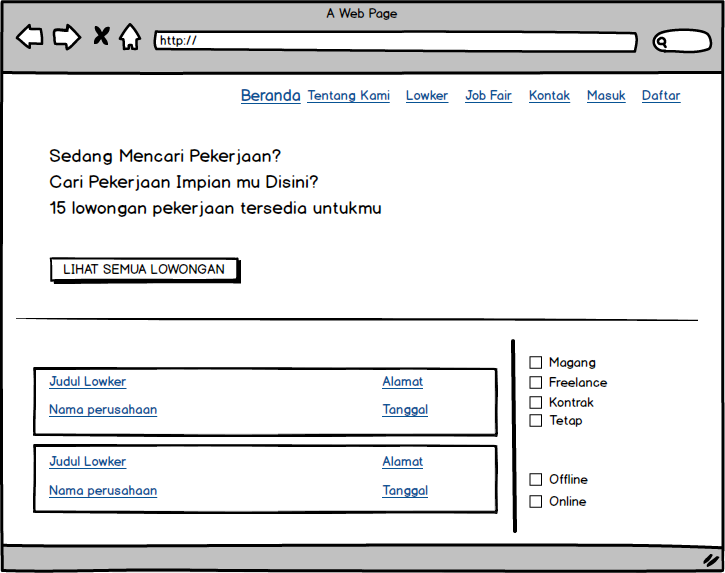 A Web Page
http://
Beranda Tentang Kami Lowker Job Fair Kontak Masuk Daftar
Sedang Mencari Pekerjaan?
Cari Pekerjaan Impian mu Disini?
15 lowongan pekerjaan tersedia untukmu
LIHAT SEMUA LOWONGAN
Judul Lowker Alamat
Nama perusahaan Tanggal
Judul Lowker Alamat
Nama perusahaan Tanggal
Magang
Freelance
Kontrak
Tetap
Offline
Online